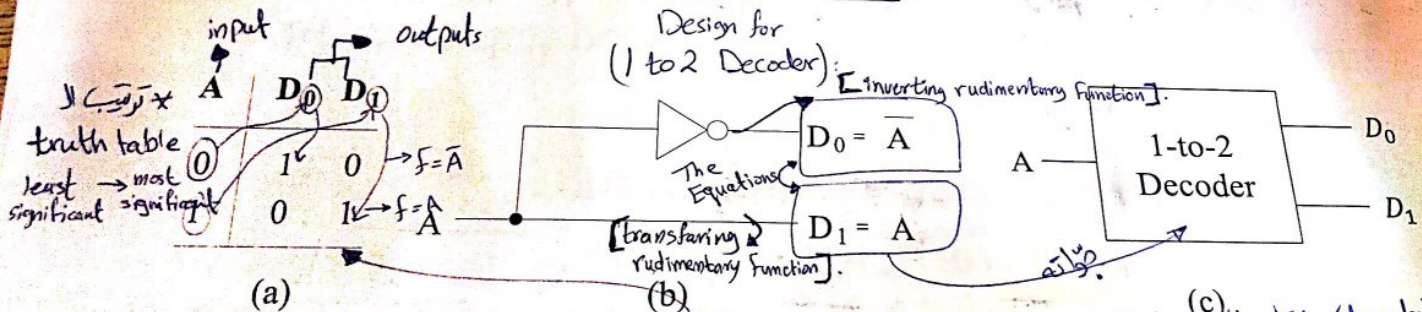 input
outputs
A D0 D1
* ترتيب الـ
truth table
least → most
significant significant
0 1 0 → f = Ā
1 0 1 → f = A
(a)
Design for
(1 to 2 Decoder):
[inverting rudimentary function].
D0 = Ā
The
Equations
A
D1 = A
[transfaring
rudimentary function].
(b)
A
1-to-2
Decoder
D0
D1
(c)